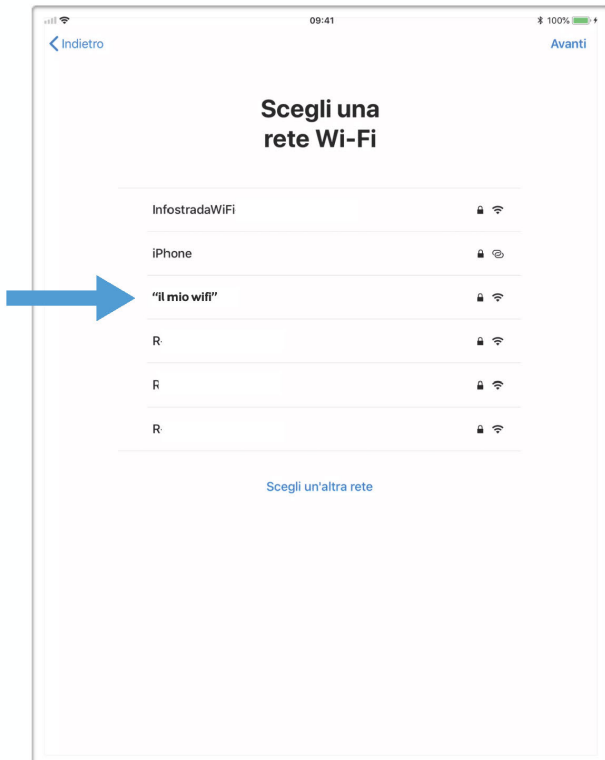 09:41
100%
Indietro
Avanti
Scegli una
rete Wi-Fi
InfostradaWiFi
iPhone
“il mio wifi”
R
R
R
Scegli un'altra rete